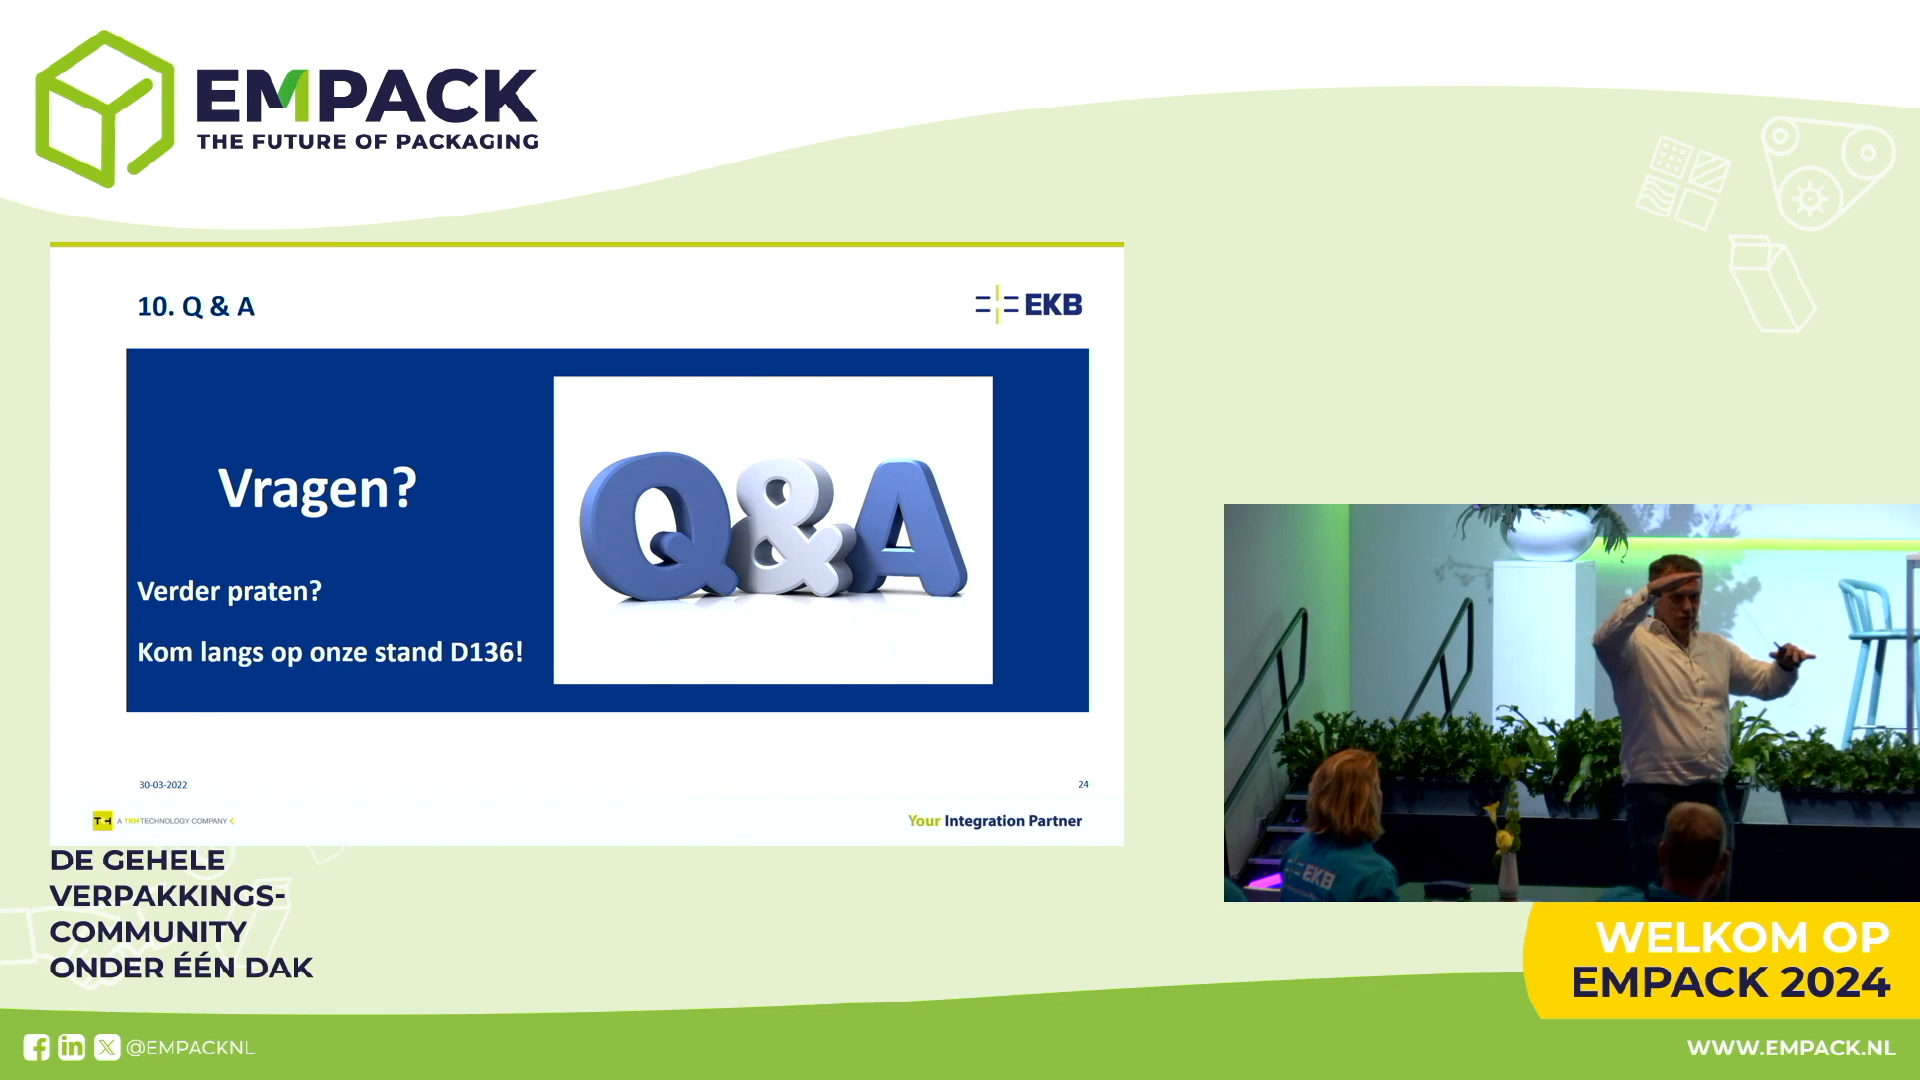 EMPACK
THE FUTURE OF PACKAGING
10. Q & A
EKB
Vragen?
Q&A
Verder praten?
Kom langs op onze stand D136!
30-03-2022
24
A TKH TECHNOLOGY COMPANY
Your Integration Partner
EKB
DE GEHELE
VERPAKKINGS-
COMMUNITY
ONDER ÉÉN DAK
WELKOM OP
EMPACK 2024
@EMPACKNL
WWW.EMPACK.NL